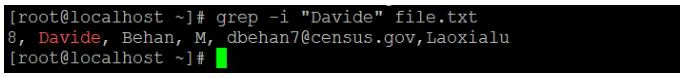 [root@localhost ~]# grep -i "Davide" file.txt
8, Davide, Behan, M, dbehan7@census.gov,Laoxialu
[root@localhost ~]#